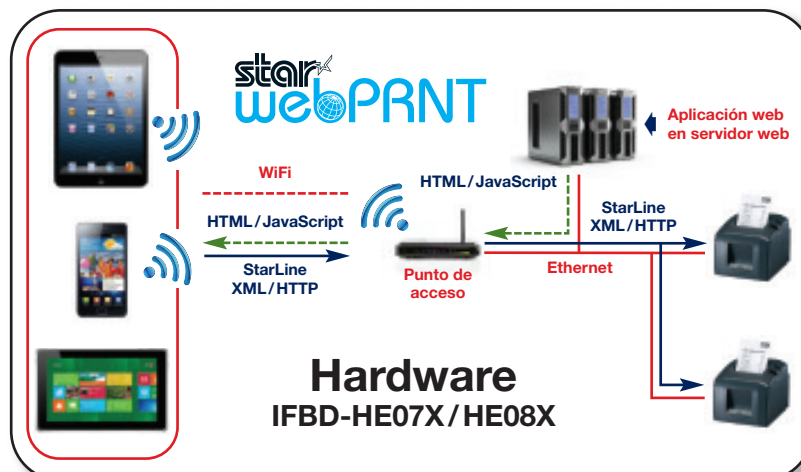 star
webPRNT
Aplicación web
en servidor web
WiFi
HTML/JavaScript
HTML/JavaScript
StarLine
XML/HTTP
StarLine
XML/HTTP
Punto de
acceso
Ethernet
Hardware
IFBD-HE07X/HE08X